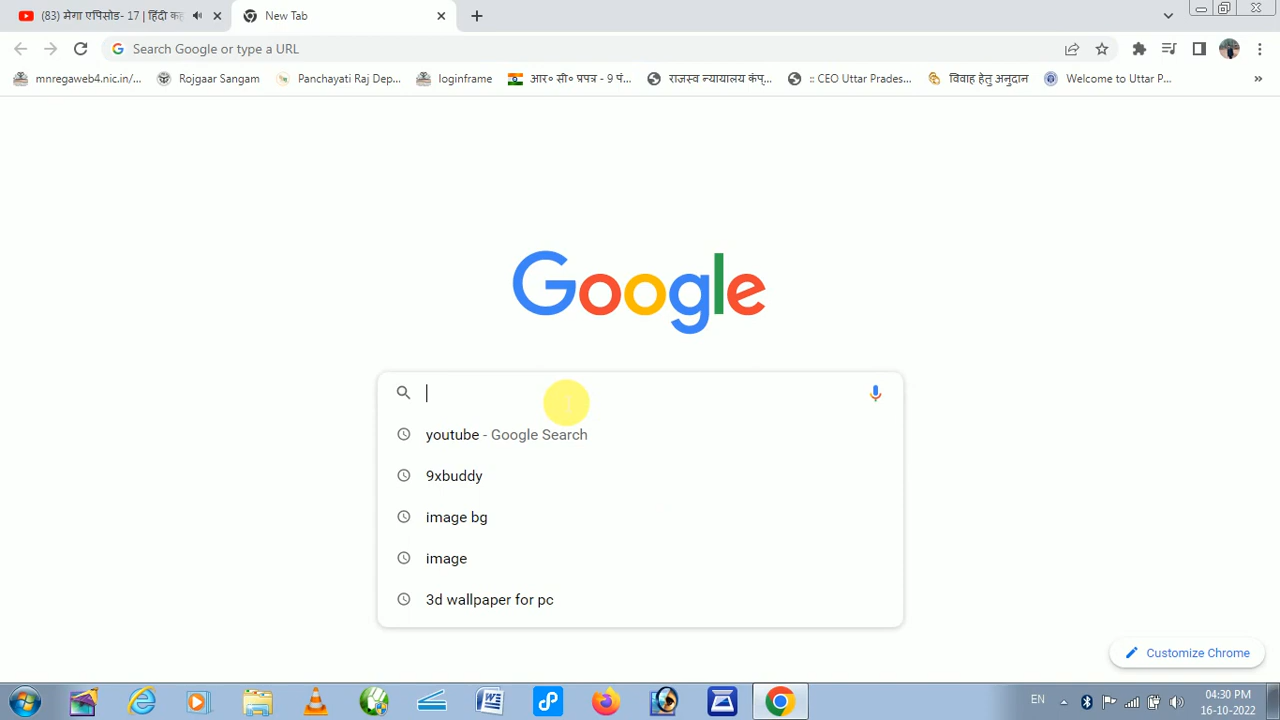 (83) मेगा एपिसोड- 17 | हिंदी कह
New Tab
Search Google or type a URL
mnregaweb4.nic.in/...
Rojgaar Sangam
Panchayati Raj Dep...
loginframe
आर० सी० प्रपत्र - 9 पं...
राजस्व न्यायालय कंप्...
:: CEO Uttar Prades...
विवाह हेतु अनुदान
Welcome to Uttar P...
»
Google
youtube - Google Search
9xbuddy
image bg
image
3d wallpaper for pc
Customize Chrome
EN
04:30 PM
16-10-2022